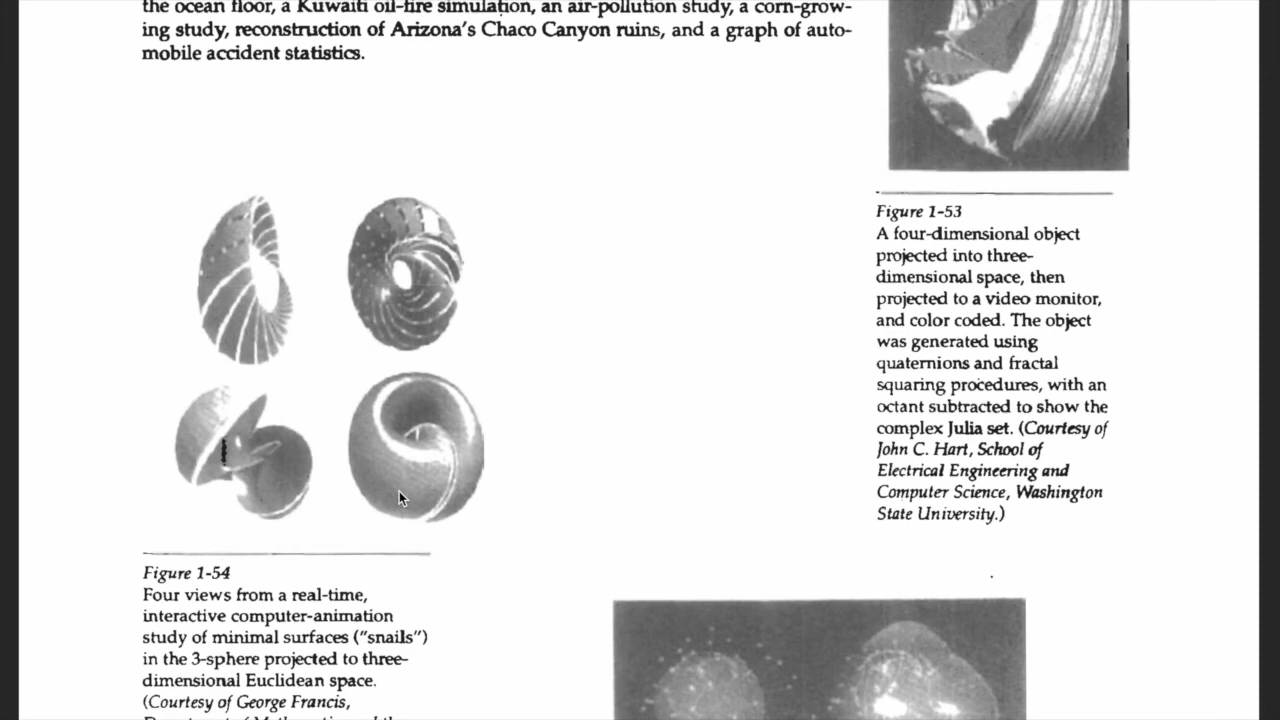 the ocean floor, a Kuwaiti oil-fire simulation, an air-pollution study, a corn-grow-
ing study, reconstruction of Arizona's Chaco Canyon ruins, and a graph of auto-
mobile accident statistics.
Figure 1-53
A four-dimensional object
projected into three-
dimensional space, then
projected to a video monitor,
and color coded. The object
was generated using
quaternions and fractal
squaring procedures, with an
octant subtracted to show the
complex Julia set. (Courtesy of
John C. Hart, School of
Electrical Engineering and
Computer Science, Washington
State University.)
Figure 1-54
Four views from a real-time,
interactive computer-animation
study of minimal surfaces ("snails")
in the 3-sphere projected to three-
dimensional Euclidean space.
(Courtesy of George Francis,